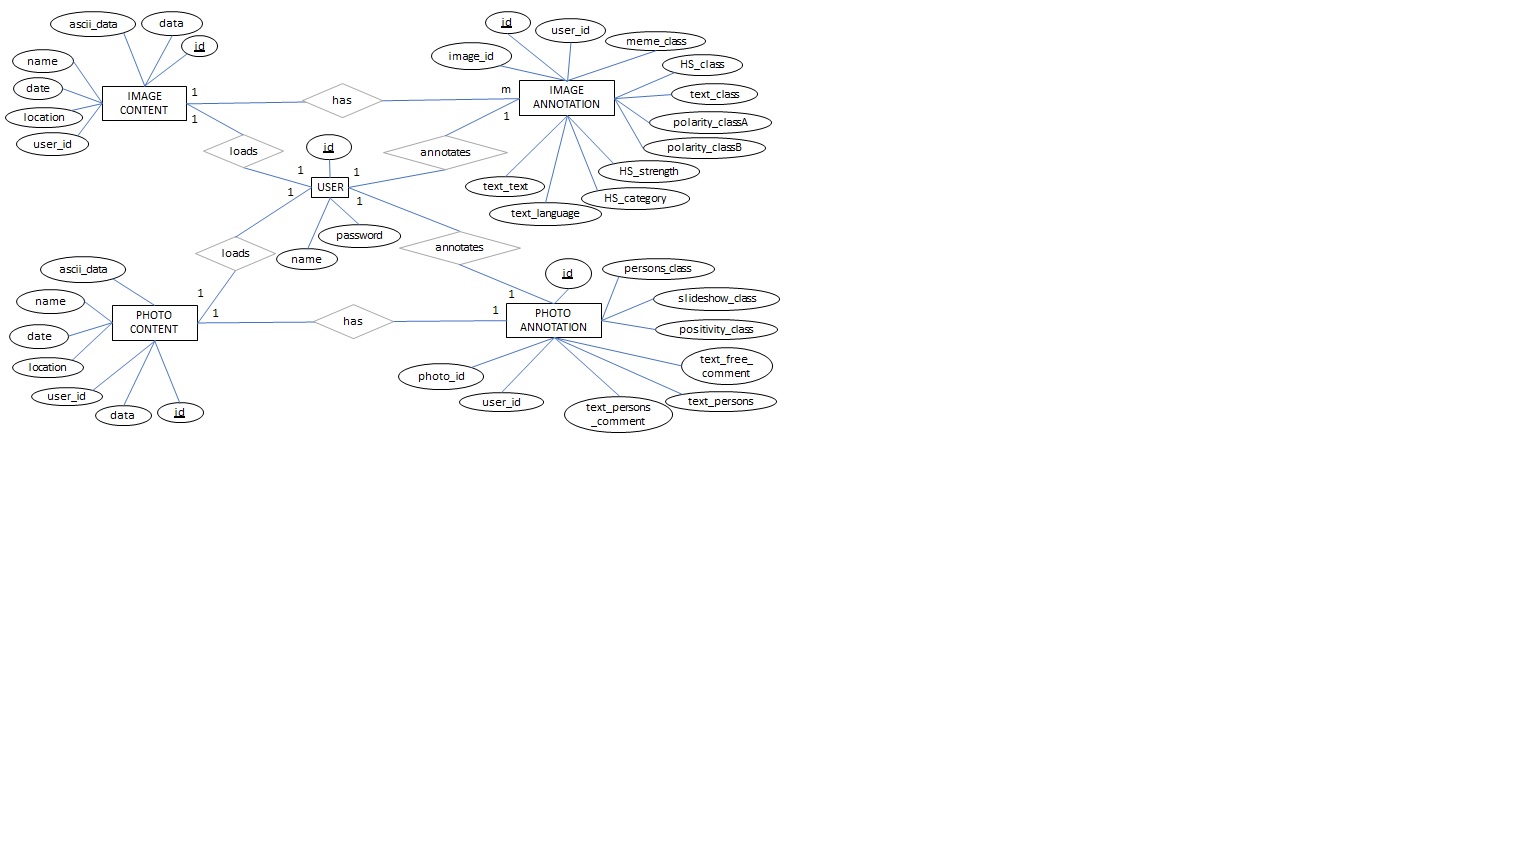 ascii_data
data
id
name
date
location
user_id
IMAGE
CONTENT
1
1
has
m
1
id
user_id
image_id
meme_class
HS_class
text_class
polarity_classA
polarity_classB
HS_strength
HS_category
text_language
text_text
IMAGE
ANNOTATION
loads
annotates
id
1
1
USER
1
1
password
name
loads
annotates
1
1
has
1
1
ascii_data
name
date
location
user_id
data
id
PHOTO
CONTENT
id
persons_class
slideshow_class
positivity_class
text_free_
comment
text_persons
text_persons
_comment
user_id
photo_id
PHOTO
ANNOTATION